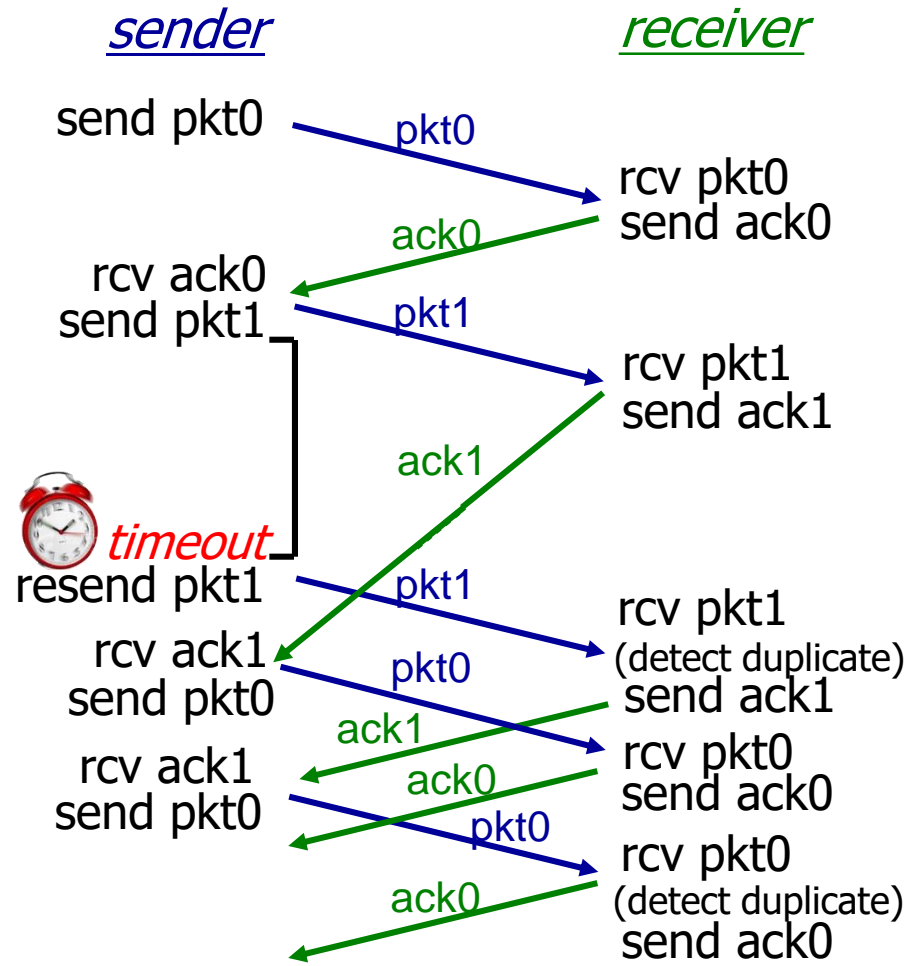 sender
receiver
send pkt0
pkt0
rcv pkt0
send ack0
ack0
rcv ack0
send pkt1
pkt1
rcv pkt1
send ack1
ack1
timeout
resend pkt1
pkt1
rcv pkt1
(detect duplicate)
send ack1
rcv ack1
send pkt0
pkt0
ack1
rcv pkt0
send ack0
rcv ack1
send pkt0
ack0
pkt0
rcv pkt0
(detect duplicate)
send ack0
ack0